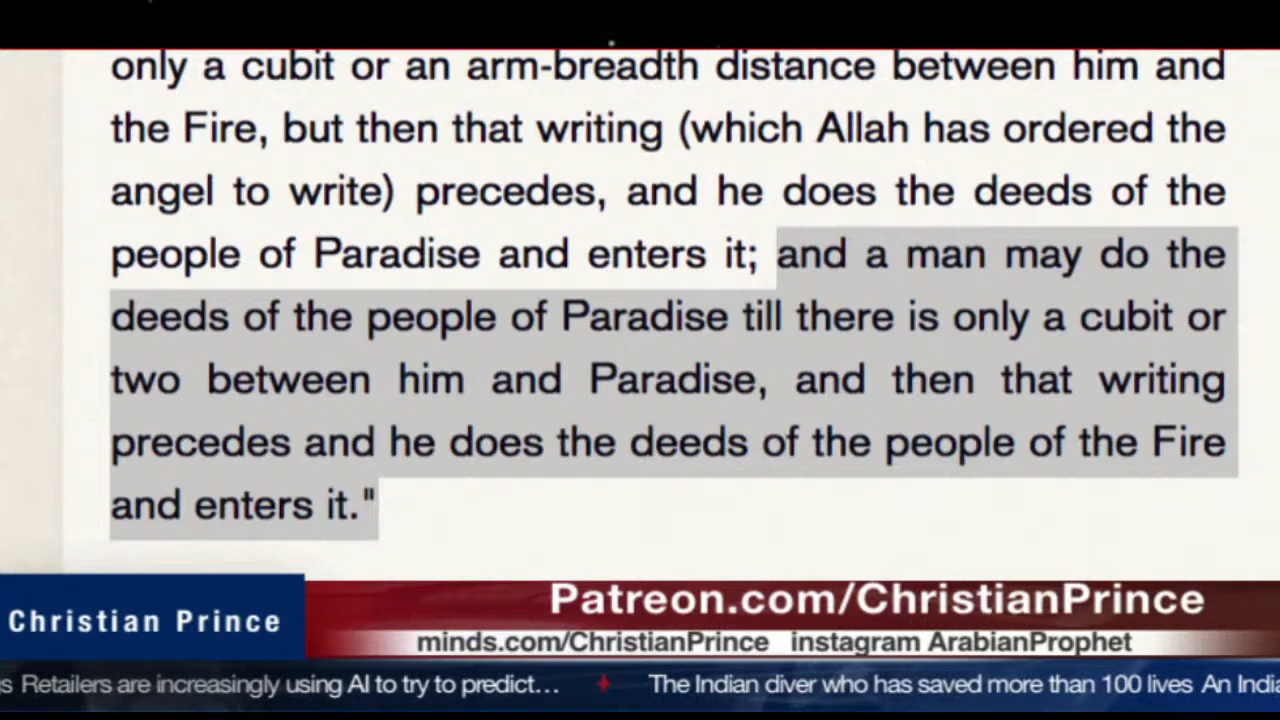 only a cubit or an arm-breadth distance between him and
the Fire, but then that writing (which Allah has ordered the
angel to write) precedes, and he does the deeds of the
people of Paradise and enters it; and a man may do the
deeds of the people of Paradise till there is only a cubit or
two between him and Paradise, and then that writing
precedes and he does the deeds of the people of the Fire
and enters it."
Christian Prince
Patreon.com/ChristianPrince
minds.com/ChristianPrince instagram ArabianProphet
s Retailers are increasingly using AI to try to predict... The Indian diver who has saved more than 100 lives An India